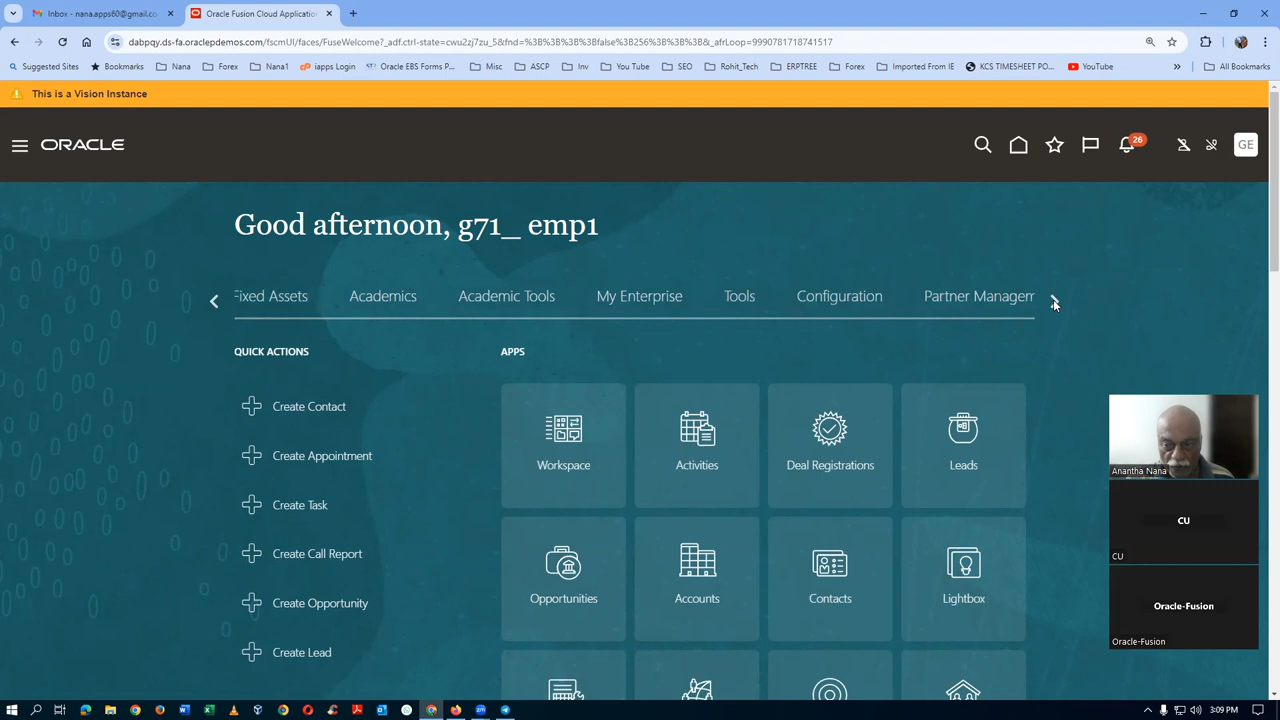 Inbox - nana.apps60@gmail.co
Oracle Fusion Cloud Application
dabpqy.ds-fa.oraclepdemos.com/fscmUI/faces/FuseWelcome?_adf.ctrl-state=cwu2zj7zu_5&fnd=%3B%3B%3B%3Bfalse%3B256%3B%3B%3B&_afrLoop=9990781718741517
Suggested Sites Bookmarks Nana Forex Nana1 iapps Login Oracle EBS Forms P... Misc ASCP Inv You Tube SEO Rohit_Tech ERPTREE Forex Imported From IE KCS TIMESHEET PO... YouTube » All Bookmarks
This is a Vision Instance
ORACLE
26
GE
Good afternoon, g71_ emp1
Fixed Assets Academics Academic Tools My Enterprise Tools Configuration Partner Managem
QUICK ACTIONS
APPS
Create Contact
Create Appointment
Create Task
Create Call Report
Create Opportunity
Create Lead
Workspace Activities Deal Registrations Leads
Opportunities Accounts Contacts Lightbox
Anantha Nana
CU
CU
Oracle-Fusion
Oracle-Fusion
3:09 PM